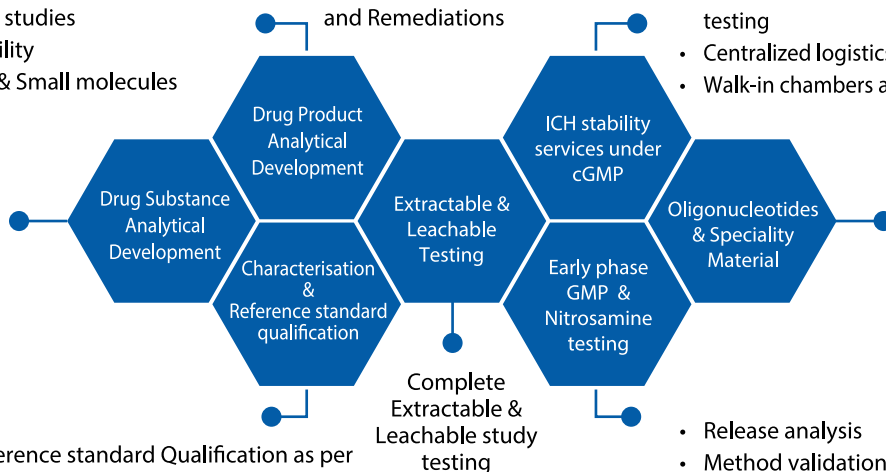 studies
& Small molecules
and Remediations
testing
• Centralized logistics
• Walk-in chambers
Drug Product
Analytical
Development
ICH stability
services under
cGMP
Drug Substance
Analytical
Development
Extractable &
Leachable
Testing
Oligonucleotides
& Speciality
Material
Characterisation
&
Reference standard
qualification
Early phase
GMP &
Nitrosamine
testing
Complete
Extractable &
Leachable study
testing
standard Qualification as per
• Release analysis
• Method validation